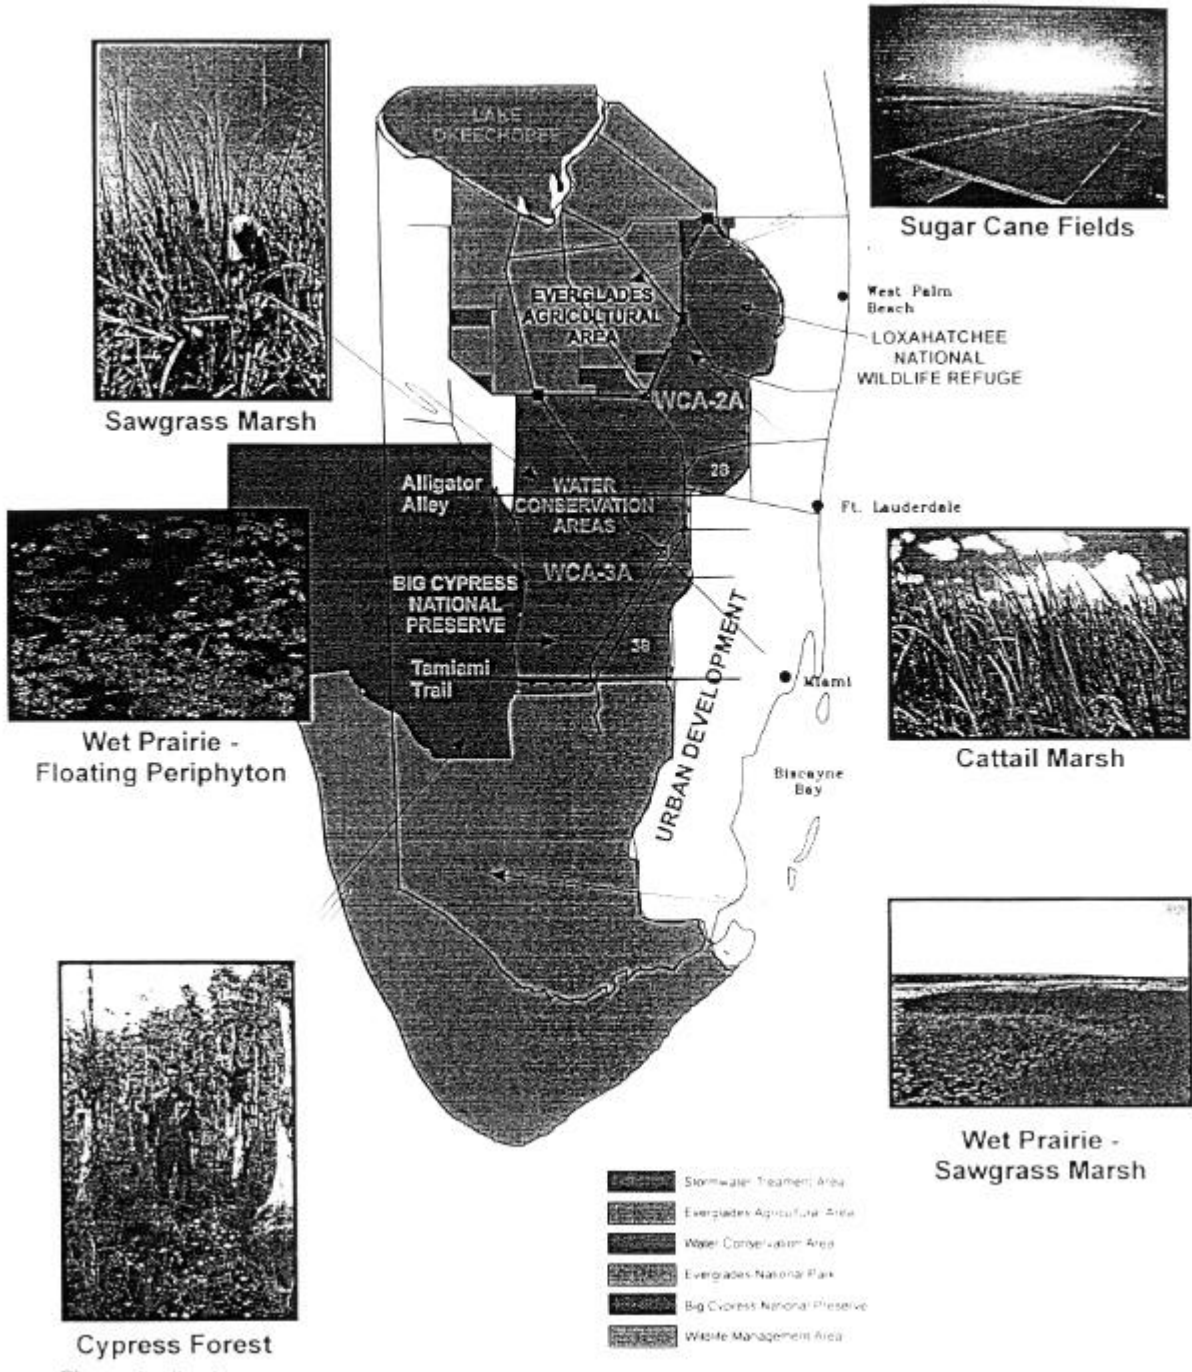 LAKE
OKEECHOBEE
Sugar Cane Fields
EVERGLADES
AGRICULTURAL
AREA
West Palm
Beach
LOXAHATCHEE
NATIONAL
WILDLIFE REFUGE
Sawgrass Marsh
WCA-2A
2B
Alligator
Alley
WATER
CONSERVATION
AREAS
Ft. Lauderdale
WCA-3A
BIG CYPRESS
NATIONAL
PRESERVE
3B
Tamiami
Trail
URBAN DEVELOPMENT
Miami
Wet Prairie -
Floating Periphyton
Cattail Marsh
Biscayne
Bay
Wet Prairie -
Sawgrass Marsh
Stormwater Treament Area
Everglades Agricultural Area
Water Conservation Area
Everglades National Park
Big Cypress National Preserve
Wildlife Management Area
Cypress Forest